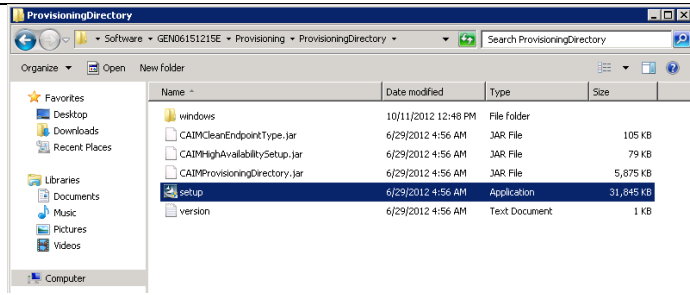 ProvisioningDirectory
Software GEN06151215E Provisioning ProvisioningDirectory Search ProvisioningDirectory
Organize Open New folder
Name Date modified Type Size
Favorites
Desktop
Downloads
Recent Places
Libraries
Documents
Music
Pictures
Videos
Computer
windows 10/11/2012 12:48 PM File folder
CAIMCleanEndpointType.jar 6/29/2012 4:56 AM JAR File 105 KB
CAIMHighAvailabilitySetup.jar 6/29/2012 4:56 AM JAR File 79 KB
CAIMProvisioningDirectory.jar 6/29/2012 4:56 AM JAR File 5,875 KB
setup 6/29/2012 4:56 AM Application 31,845 KB
version 6/29/2012 4:56 AM Text Document 1 KB